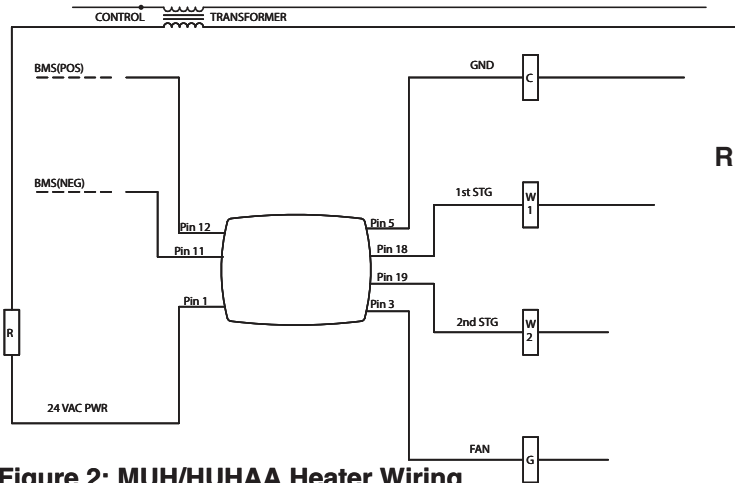 CONTROL TRANSFORMER
BMS(POS)
GND
C
R
BMS(NEG)
1st STG
W
1
Pin 12
Pin 5
Pin 11
Pin 18
Pin 19
Pin 1
Pin 3
R
2nd STG
W
2
24 VAC PWR
FAN
G
Figure 2: MUH/HUHAA Heater Wiring